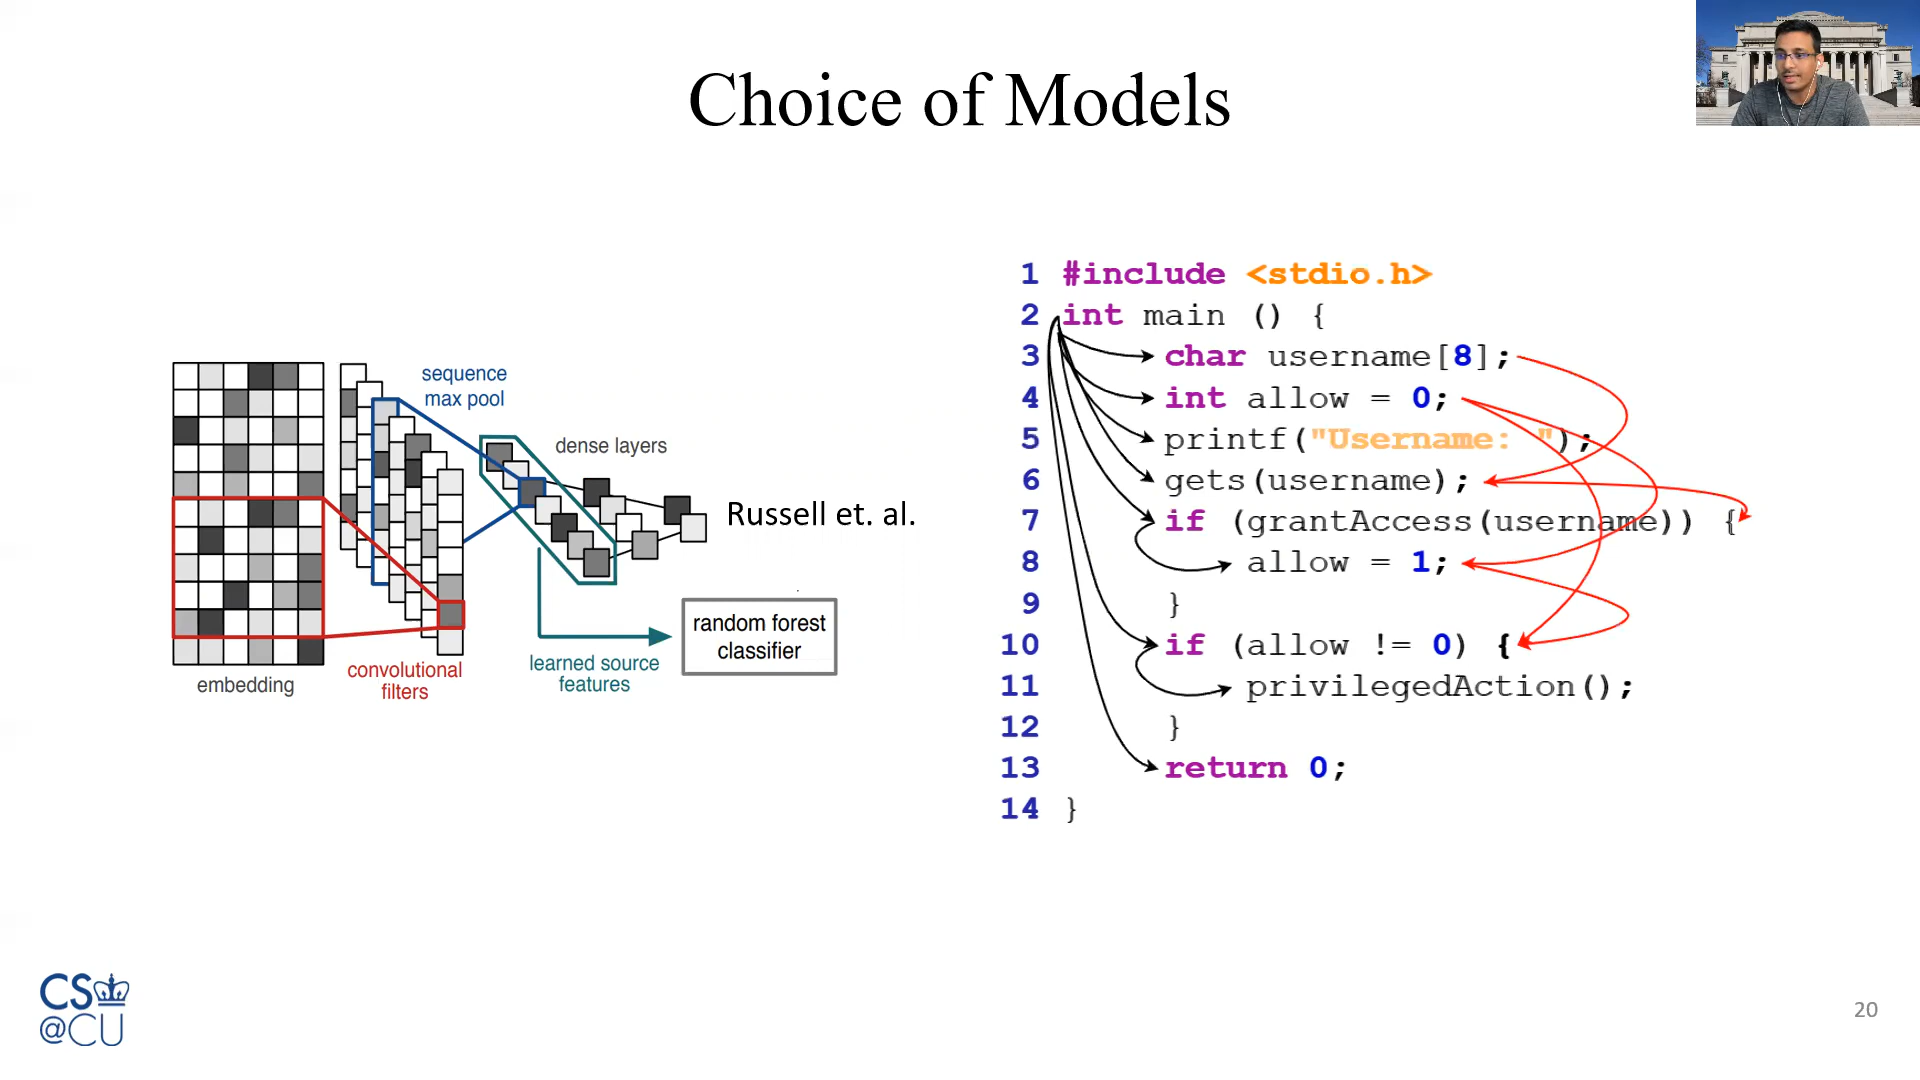 Choice of Models
sequence
max pool
dense layers
Russell et. al.
random forest
classifier
embedding
convolutional
filters
learned source
features
1 #include <stdio.h>
2 int main () {
3 char username[8];
4 int allow = 0;
5 printf("Username: ");
6 gets(username);
7 if (grantAccess(username)) {
8 allow = 1;
9 }
10 if (allow != 0) {
11 privilegedAction();
12 }
13 return 0;
14 }
CS
@CU
20